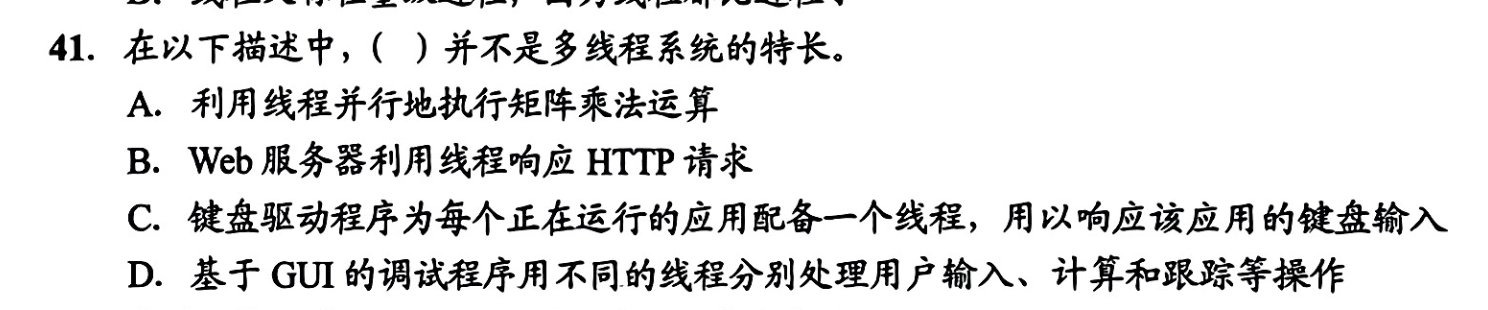 41. 在以下描述中，（ ）并不是多线程系统的特长。
A. 利用线程并行地执行矩阵乘法运算
B. Web 服务器利用线程响应 HTTP 请求
C. 键盘驱动程序为每个正在运行的应用配备一个线程，用以响应该应用的键盘输入
D. 基于 GUI 的调试程序用不同的线程分别处理用户输入、计算和跟踪等操作